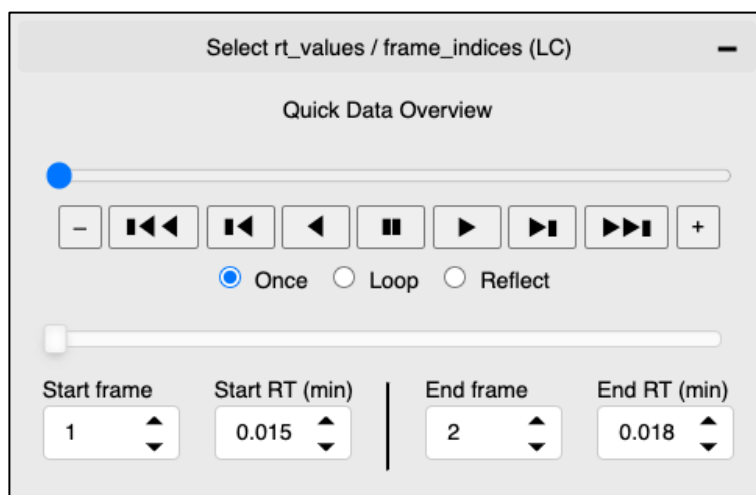 Select rt_values / frame_indices (LC) –
Quick Data Overview
– +
Once Loop Reflect
Start frame Start RT (min) End frame End RT (min)
1 0.015 2 0.018